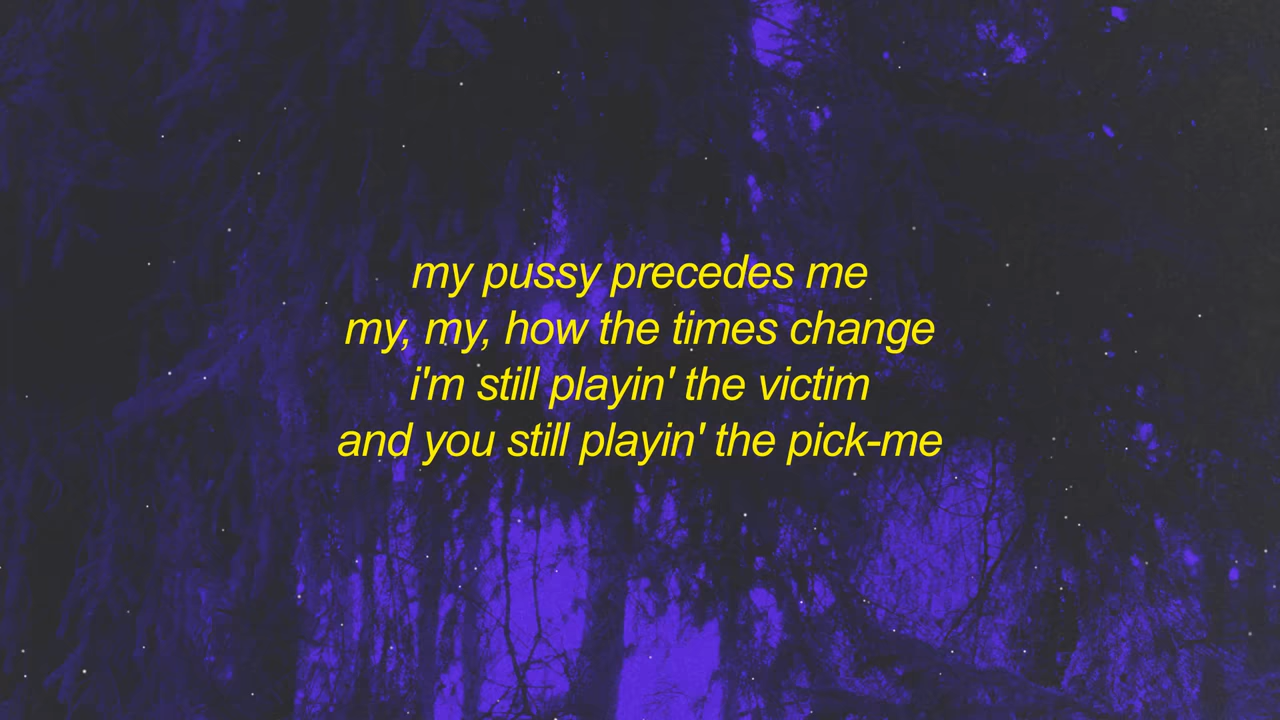 my pussy precedes me
my, my, how the times change
i'm still playin' the victim
and you still playin' the pick-me